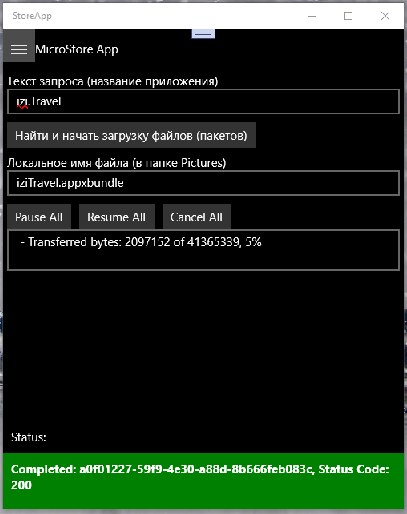 StoreApp
MicroStore App
Текст запроса (название приложения)
izi.Travel
Найти и начать загрузку файлов (пакетов)
Локальное имя файла (в папке Pictures)
iziTravel.appxbundle
Pause All Resume All Cancel All
- Transferred bytes: 2097152 of 41365339, 5%
Status:
Completed: a0f01227-59f9-4e30-a88d-8b666feb083c, Status Code:
200